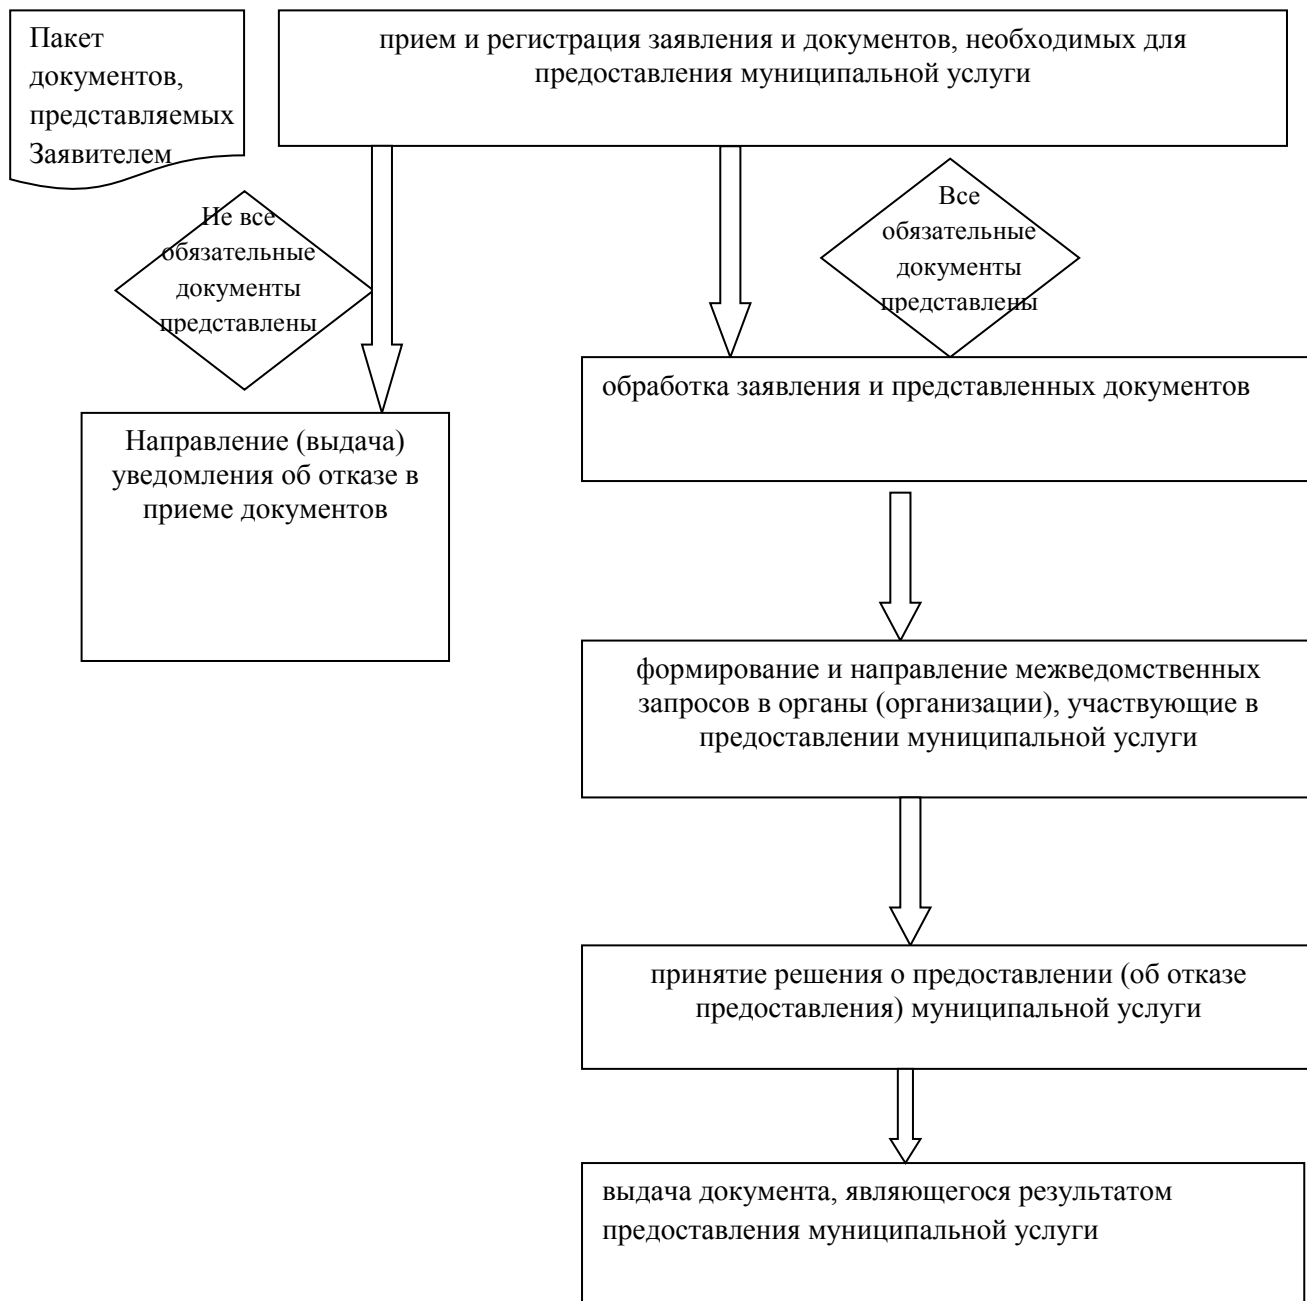 Пакет
документов,
представляемых
Заявителем
прием и регистрация заявления и документов, необходимых для
предоставления муниципальной услуги
Не все
обязательные
документы
представлены
Все
обязательные
документы
представлены
обработка заявления и представленных документов
Направление (выдача)
уведомления об отказе в
приеме документов
формирование и направление межведомственных
запросов в органы (организации), участвующие в
предоставлении муниципальной услуги
принятие решения о предоставлении (об отказе
предоставления) муниципальной услуги
выдача документа, являющегося результатом
предоставления муниципальной услуги